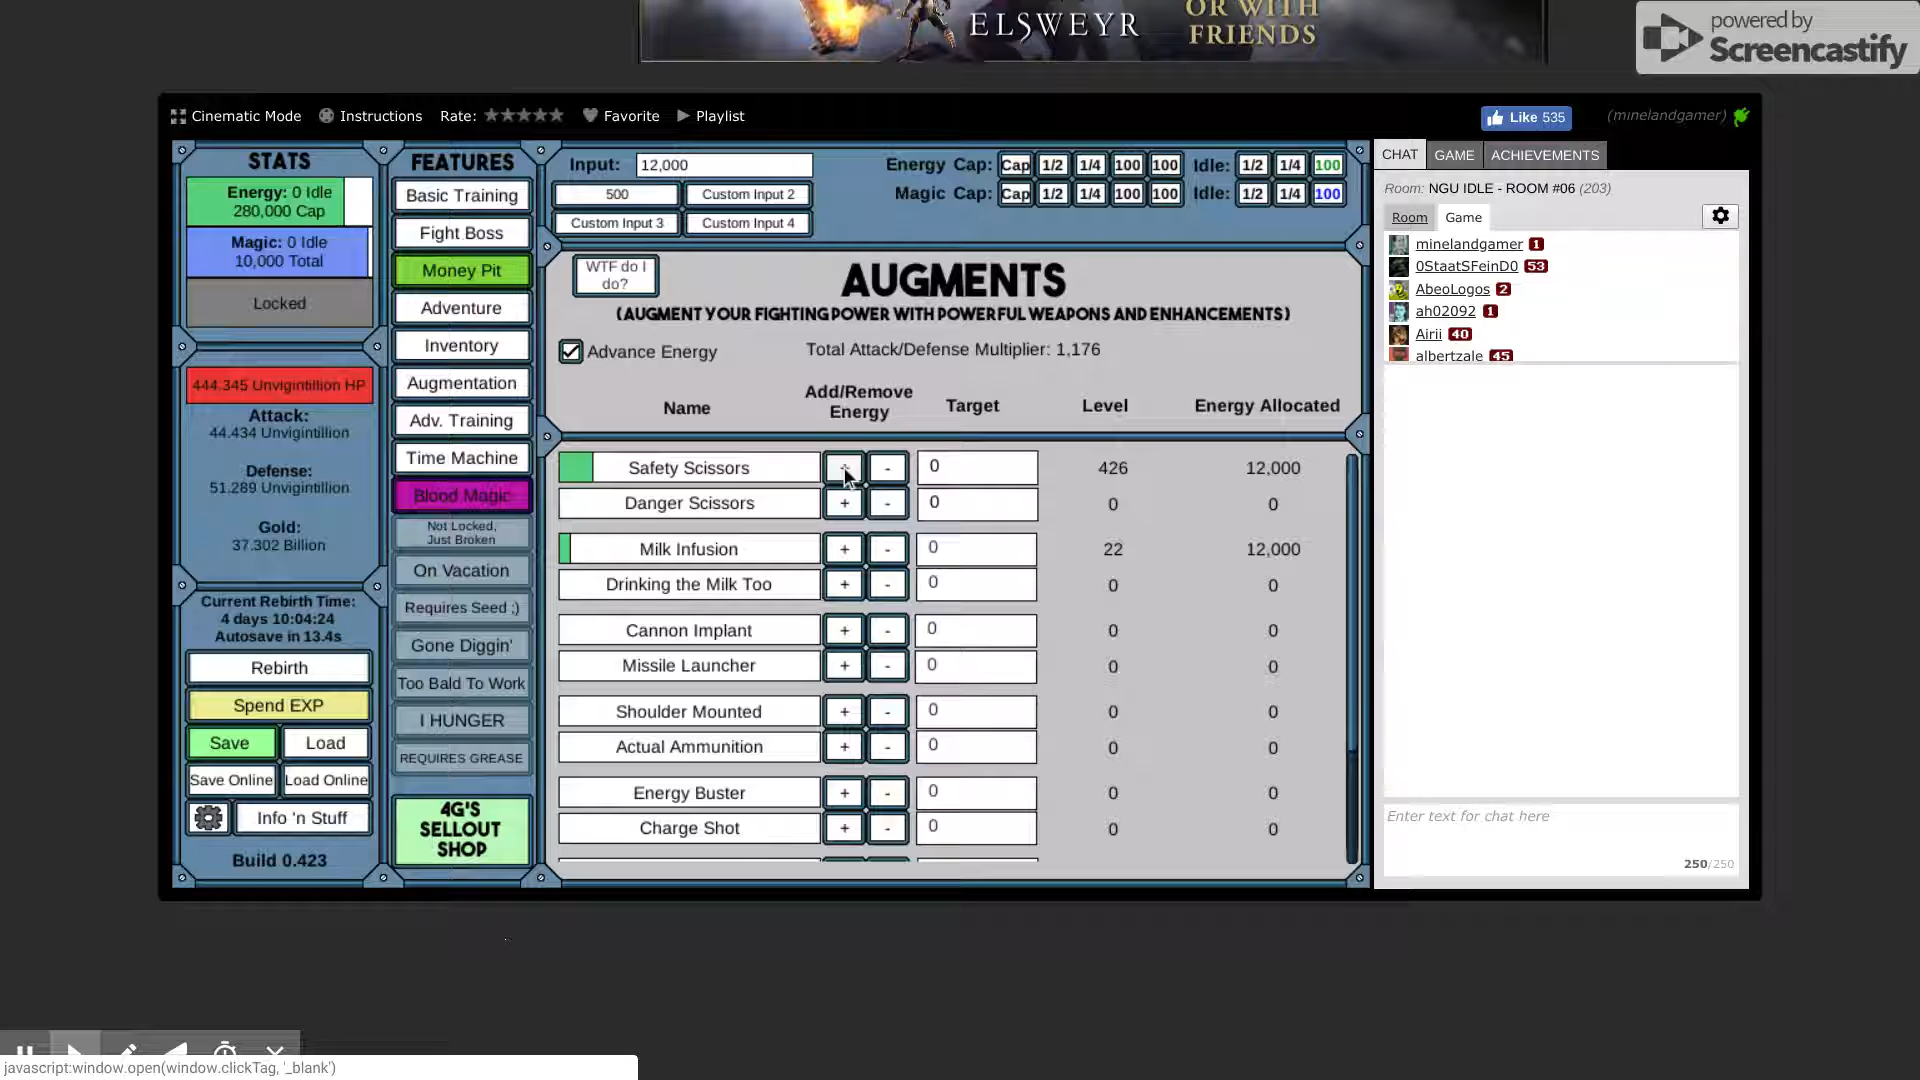 ELSWEYR
OR WITH
FRIENDS
powered by
Screencastify
Cinematic Mode
Instructions
Rate:
Favorite
Playlist
Like 535
(minelandgamer)
STATS
Energy: 0 Idle
280,000 Cap
Magic: 0 Idle
10,000 Total
Locked
444.345 Unvigintillion HP
Attack:
44.434 Unvigintillion
Defense:
51.289 Unvigintillion
Gold:
37.302 Billion
Current Rebirth Time:
4 days 10:04:24
Autosave in 13.4s
Rebirth
Spend EXP
Save Load
Save Online Load Online
Info 'n Stuff
Build 0.423
FEATURES
Basic Training
Fight Boss
Money Pit
Adventure
Inventory
Augmentation
Adv. Training
Time Machine
Blood Magic
Not Locked,
Just Broken
On Vacation
Requires Seed ;)
Gone Diggin'
Too Bald To Work
I HUNGER
REQUIRES GREASE
4G'S
SELLOUT
SHOP
Input: 12,000
500 Custom Input 2
Custom Input 3 Custom Input 4
Energy Cap: Cap 1/2 1/4 100 100 Idle: 1/2 1/4 100
Magic Cap: Cap 1/2 1/4 100 100 Idle: 1/2 1/4 100
WTF do I
do?
AUGMENTS
(AUGMENT YOUR FIGHTING POWER WITH POWERFUL WEAPONS AND ENHANCEMENTS)
Advance Energy
Total Attack/Defense Multiplier: 1,176
Name Add/Remove
Energy Target Level Energy Allocated
Safety Scissors + - 0 426 12,000
Danger Scissors + - 0 0 0
Milk Infusion + - 0 22 12,000
Drinking the Milk Too + - 0 0 0
Cannon Implant + - 0 0 0
Missile Launcher + - 0 0 0
Shoulder Mounted + - 0 0 0
Actual Ammunition + - 0 0 0
Energy Buster + - 0 0 0
Charge Shot + - 0 0 0
CHAT GAME ACHIEVEMENTS
Room: NGU IDLE - ROOM #06 (203)
Room Game
minelandgamer 1
0StaatSFeinD0 53
AbeoLogos 2
ah02092 1
Airii 40
albertzale 45
Enter text for chat here
250/250
javascript:window.open(window.clickTag, '_blank')